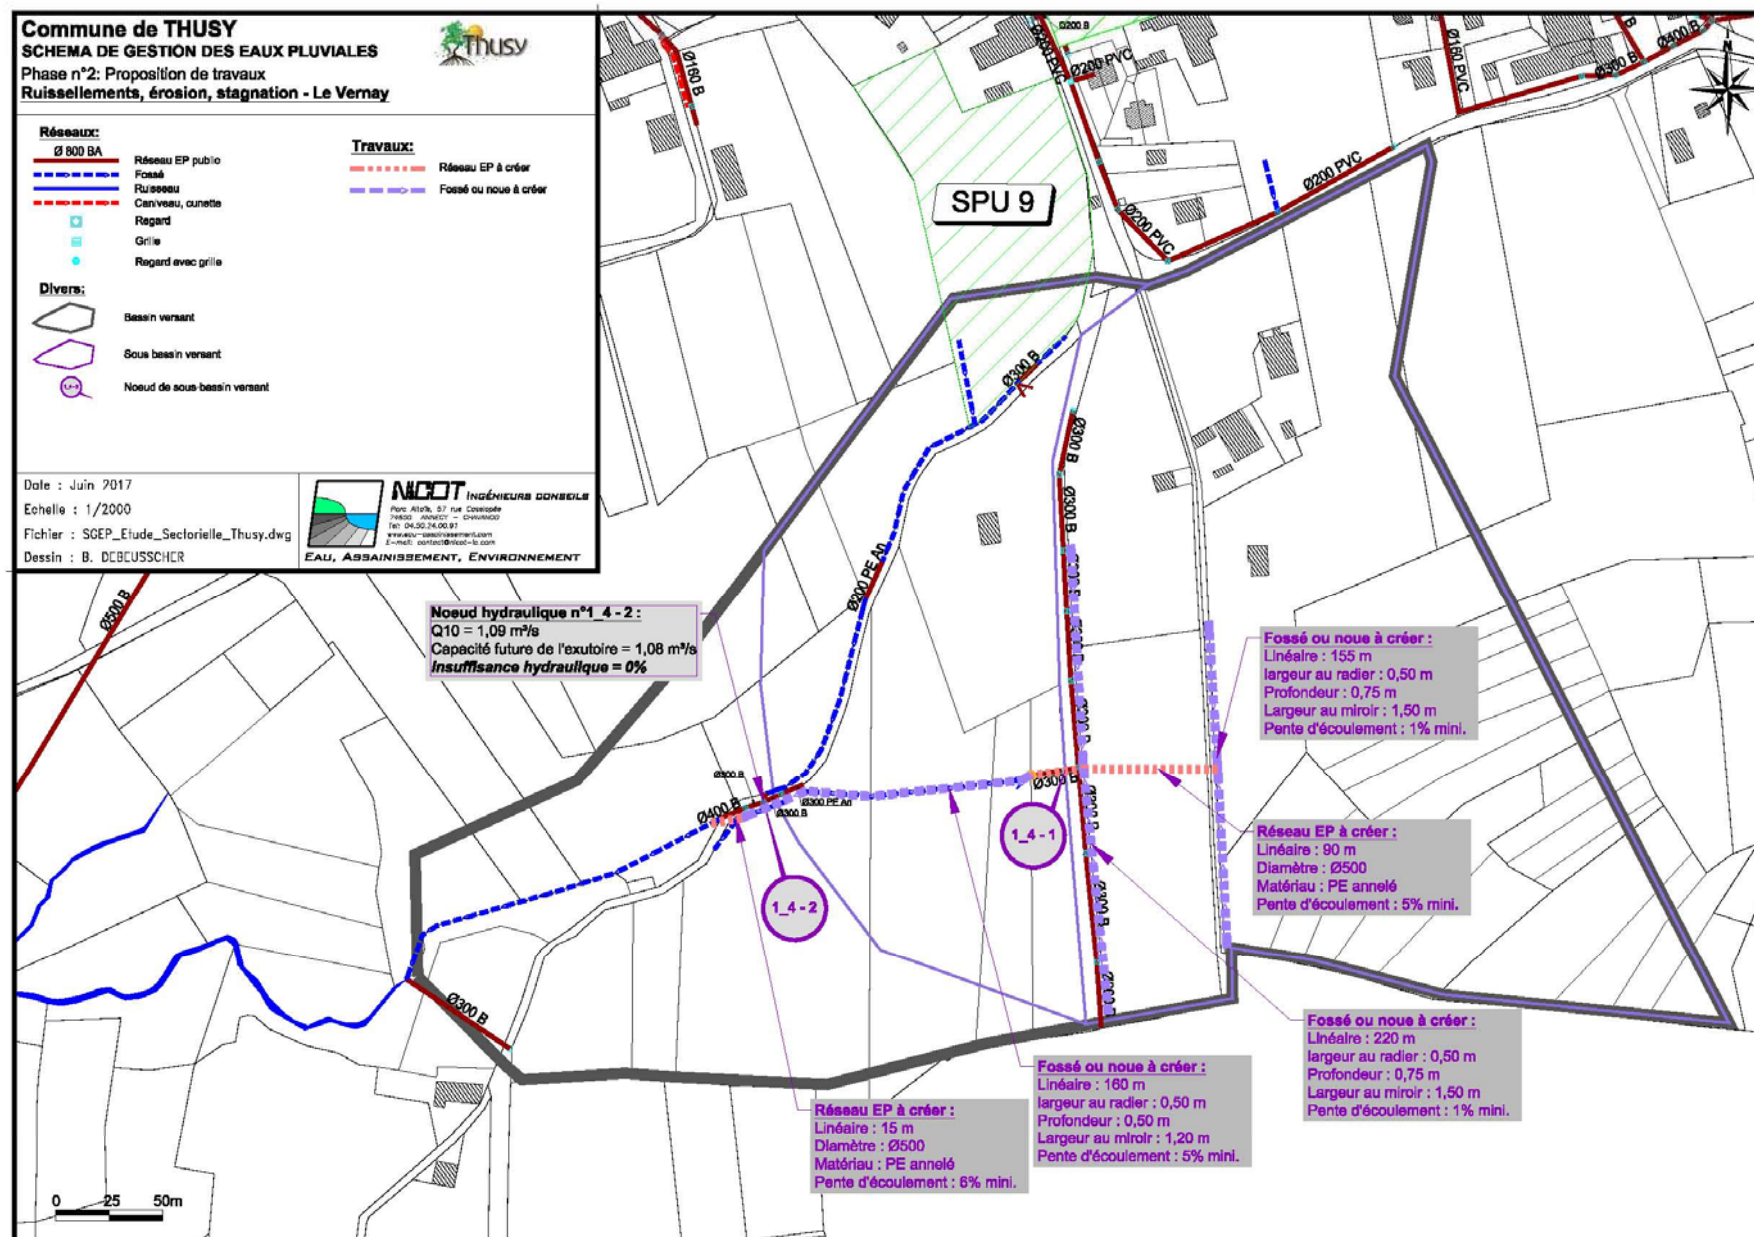 Commune de THUSY
SCHEMA DE GESTION DES EAUX PLUVIALES
Phase n°2: Proposition de travaux
Ruissellements, érosion, stagnation - Le Vernay
Thusy
Réseaux:
Ø 800 BA
Réseau EP public
Fossé
Ruisseau
Caniveau, cunette
Regard
Grille
Regard avec grille
Travaux:
Réseau EP à créer
Fossé ou noue à créer
Divers:
Bassin versant
Sous bassin versant
Noeud de sous-bassin versant
Date : Juin 2017
Echelle : 1/2000
Fichier : SGEP_Etude_Sectorielle_Thusy.dwg
Dessin : B. DEBEUSSCHER
NICOT INGÉNIEURS CONSEILS
EAU, ASSAINISSEMENT, ENVIRONNEMENT
SPU 9
Ø160 B
Ø200 B
Ø200 PVC
Ø200 PVC
Ø200 PVC
Ø200 PVC
Ø160 PVC
Ø300 B
Ø400 B
N
Ø300 B
Ø300 B
Ø300 B
Ø200 PE An
Ø500 B
Noeud hydraulique n°1_4 - 2 :
Q10 = 1,09 m³/s
Capacité future de l'exutoire = 1,08 m³/s
Insuffisance hydraulique = 0%
Fossé ou noue à créer :
Linéaire : 155 m
largeur au radier : 0,50 m
Profondeur : 0,75 m
Largeur au miroir : 1,50 m
Pente d'écoulement : 1% mini.
Ø300 B
Ø400 B
Ø300 PE An
Ø300 B
Ø300 B
Ø300 B
Ø300 B
1_4 - 1
1_4 - 2
Réseau EP à créer :
Linéaire : 90 m
Diamètre : Ø500
Matériau : PE annelé
Pente d'écoulement : 5% mini.
Ø300 B
Fossé ou noue à créer :
Linéaire : 220 m
largeur au radier : 0,50 m
Profondeur : 0,75 m
Largeur au miroir : 1,50 m
Pente d'écoulement : 1% mini.
Fossé ou noue à créer :
Linéaire : 160 m
largeur au radier : 0,50 m
Profondeur : 0,50 m
Largeur au miroir : 1,20 m
Pente d'écoulement : 5% mini.
Réseau EP à créer :
Linéaire : 15 m
Diamètre : Ø500
Matériau : PE annelé
Pente d'écoulement : 6% mini.
0 25 50m